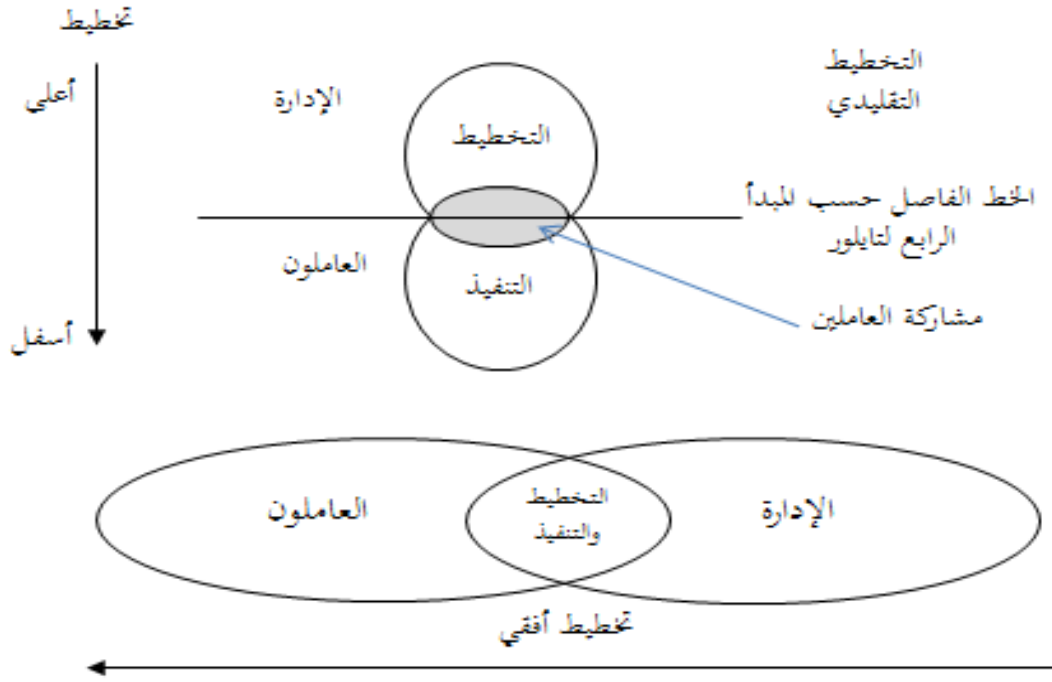 تخطيط
أعلى
أسفل
التخطيط
التقليدي
الإدارة
التخطيط
الخط الفاصل حسب المبدأ
الرابع لتايلور
العاملون
التنفيذ
مشاركة العاملين
الإدارة
التخطيط
والتنفيذ
العاملون
تخطيط أفقي